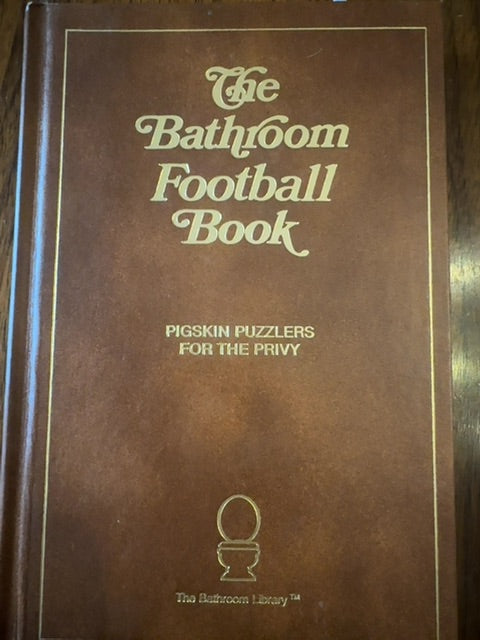 The
Bathroom
Football
Book
PIGSKIN PUZZLERS
FOR THE PRIVY
The Bathroom Library™